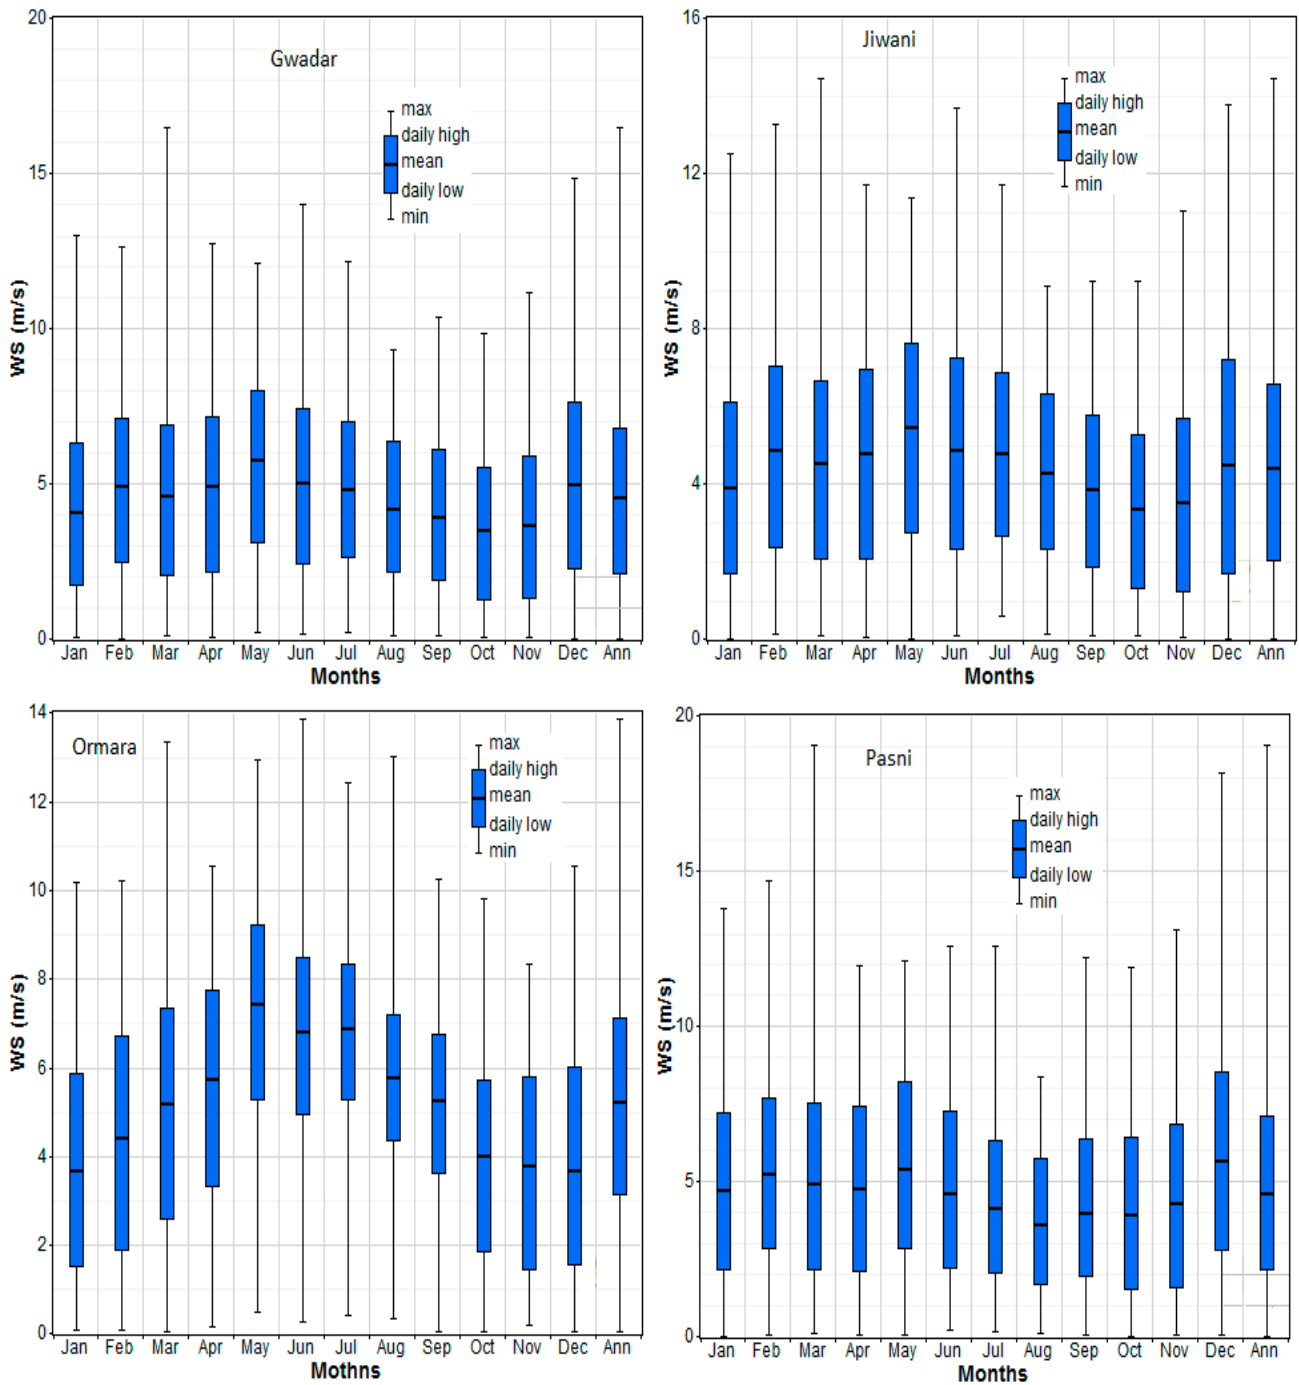 20
Gwadar
max
daily high
mean
daily low
min
15
10
5
0
WS (m/s)
Jan Feb Mar Apr May Jun Jul Aug Sep Oct Nov Dec Ann
Months
16
Jiwani
max
daily high
mean
daily low
min
12
8
4
0
WS (m/s)
Jan Feb Mar Apr May Jun Jul Aug Sep Oct Nov Dec Ann
Months
14
Ormara
max
daily high
mean
daily low
min
12
10
8
6
4
2
0
WS (m/s)
Jan Feb Mar Apr May Jun Jul Aug Sep Oct Nov Dec Ann
Mothns
20
Pasni
max
daily high
mean
daily low
min
15
10
5
0
WS (m/s)
Jan Feb Mar Apr May Jun Jul Aug Sep Oct Nov Dec Ann
Months